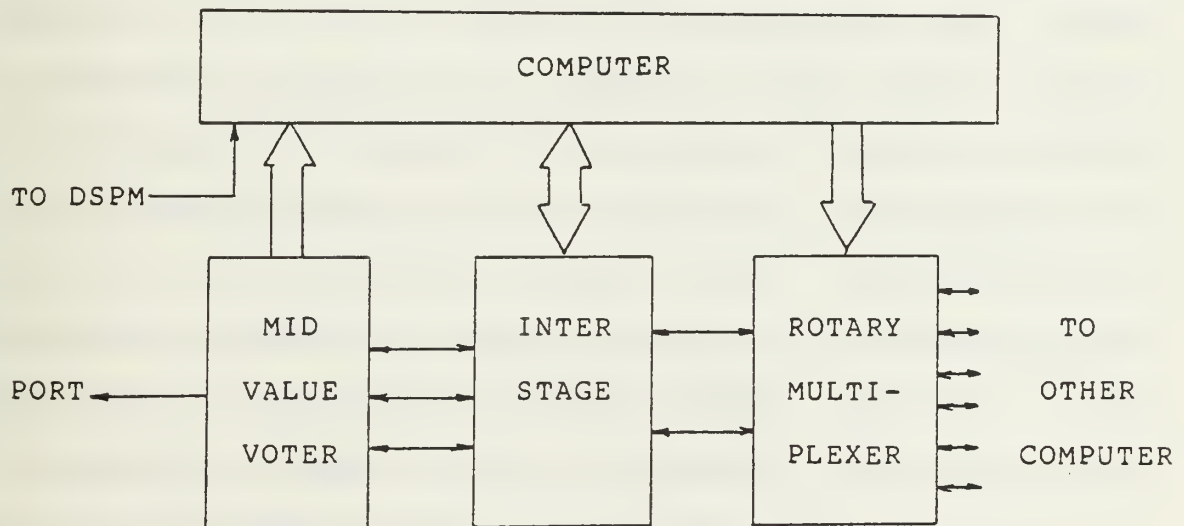 COMPUTER
TO DSPM
MID
VALUE
VOTER
PORT
INTER
STAGE
ROTARY
MULTI-
PLEXER
TO
OTHER
COMPUTER